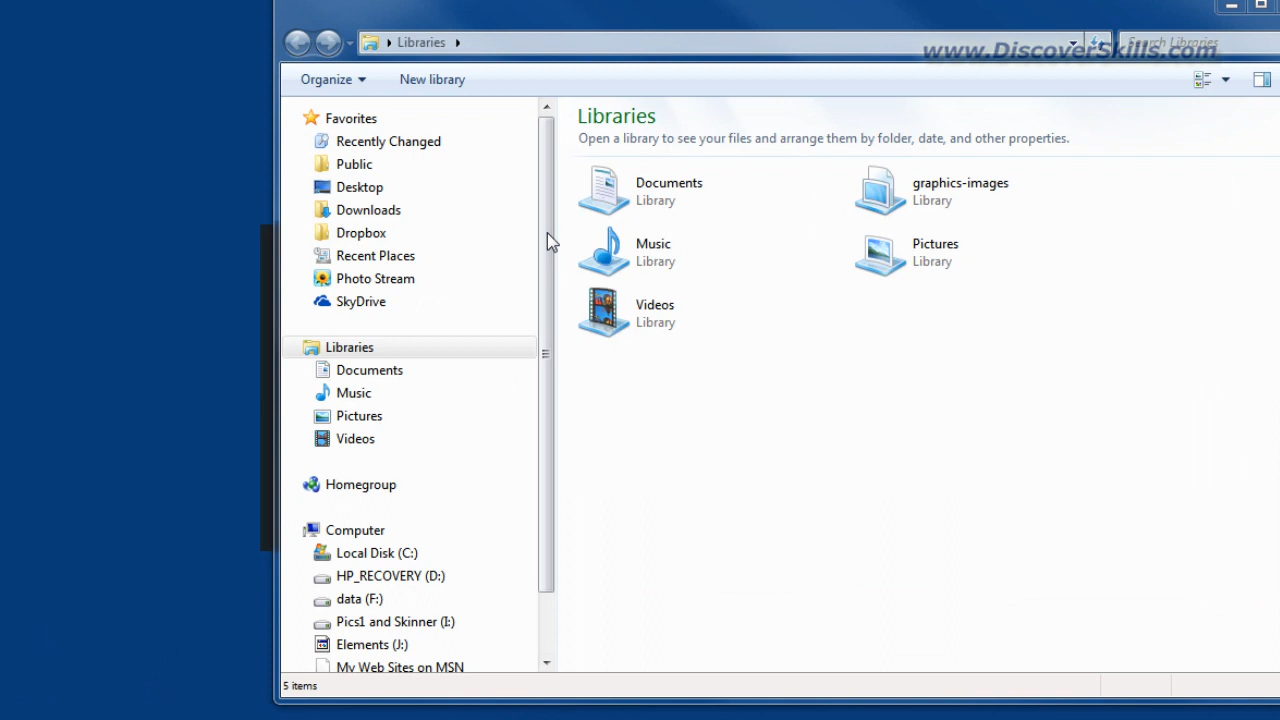 Libraries
www.DiscoverSkills.com
Search Libraries
Organize
New library
Favorites
Recently Changed
Public
Desktop
Downloads
Dropbox
Recent Places
Photo Stream
SkyDrive
Libraries
Documents
Music
Pictures
Videos
Homegroup
Computer
Local Disk (C:)
HP_RECOVERY (D:)
data (F:)
Pics1 and Skinner (I:)
Elements (J:)
My Web Sites on MSN
Libraries
Open a library to see your files and arrange them by folder, date, and other properties.
Documents
Library
graphics-images
Library
Music
Library
Pictures
Library
Videos
Library
5 items